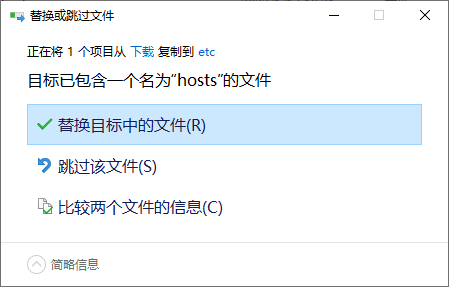 替换或跳过文件
正在将 1 个项目从 下载 复制到 etc
目标已包含一个名为“hosts”的文件
替换目标中的文件(R)
跳过该文件(S)
比较两个文件的信息(C)
简略信息